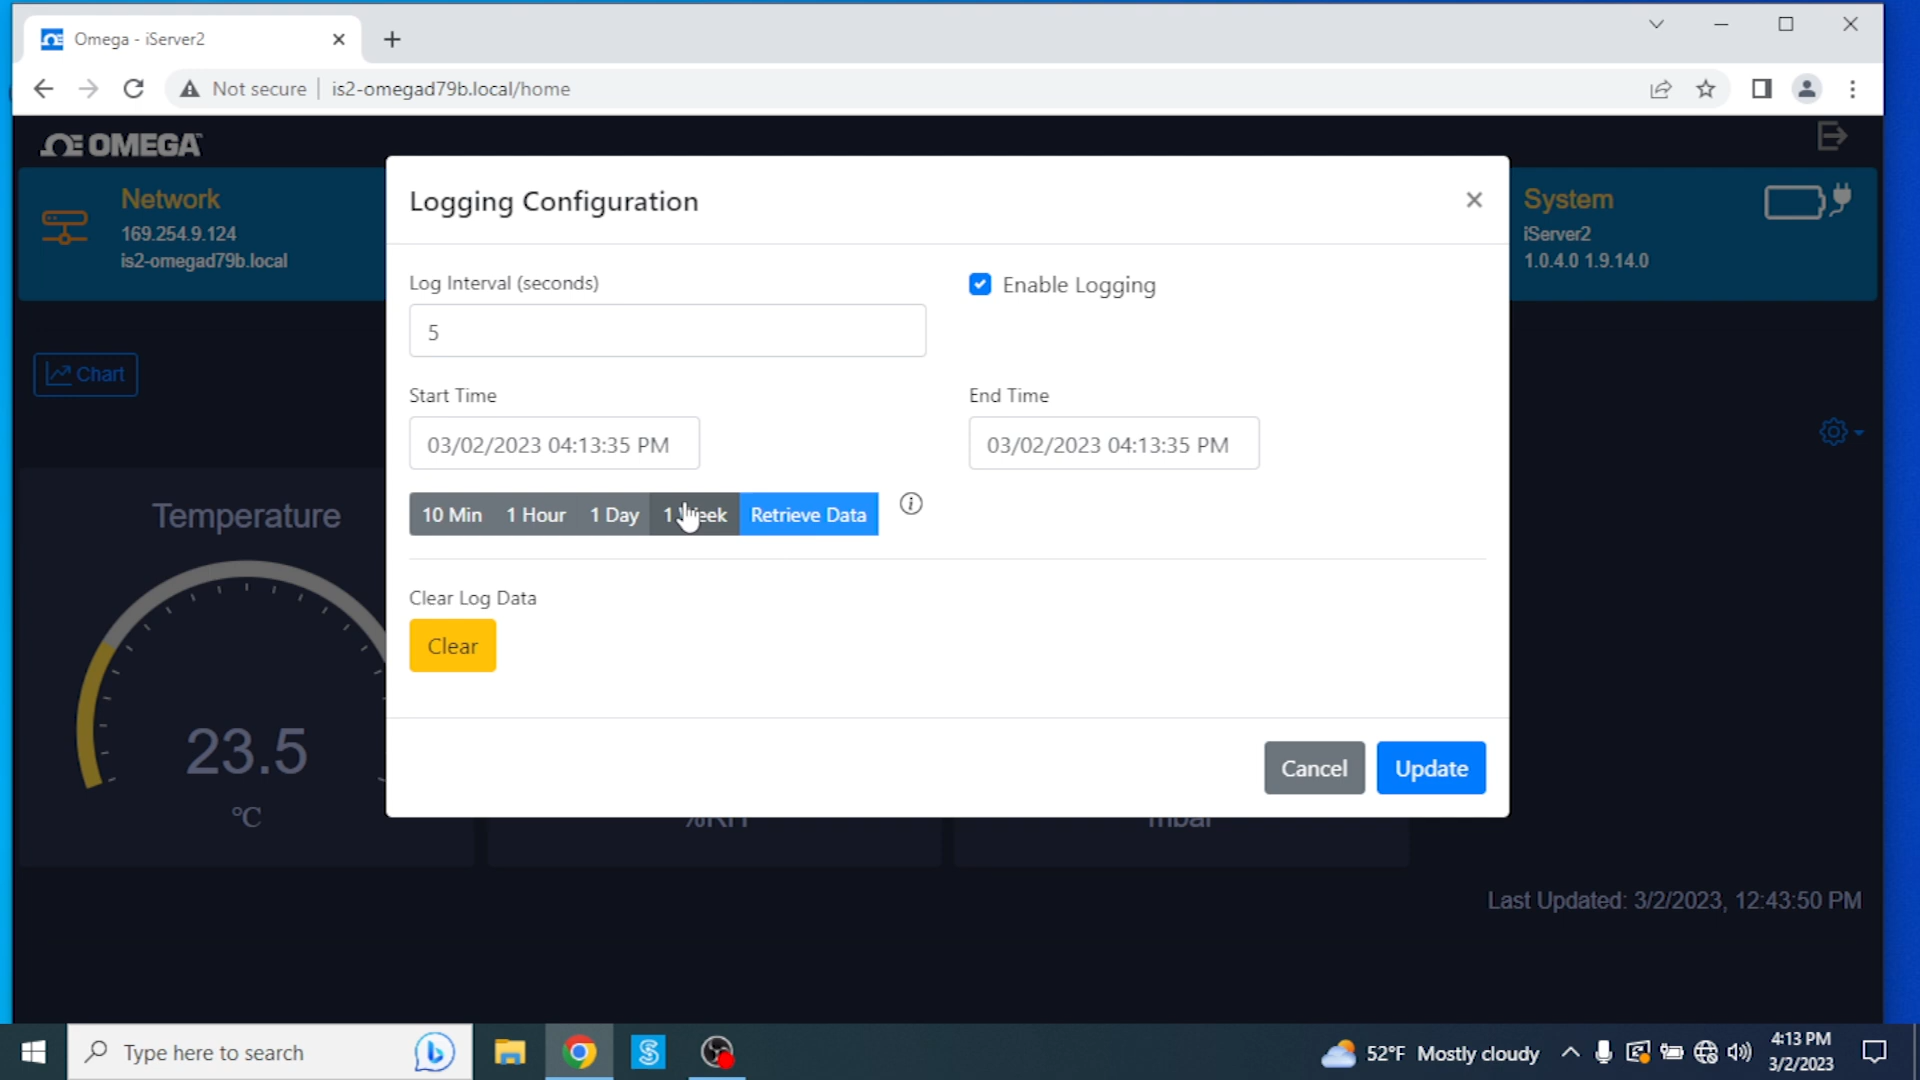 Omega - iServer2
Not secure is2-omegad79b.local/home
OMEGA
Network
169.254.9.124
is2-omegad79b.local
System
iServer2
1.0.4.0 1.9.14.0
Logging Configuration
Log Interval (seconds)
5
Enable Logging
Chart
Start Time
End Time
03/02/2023 04:13:35 PM
03/02/2023 04:13:35 PM
10 Min 1 Hour 1 Day 1 Week Retrieve Data
Clear Log Data
Clear
Cancel Update
Temperature
23.5
°C
%RH
mbar
Last Updated: 3/2/2023, 12:43:50 PM
Type here to search
52°F Mostly cloudy
4:13 PM
3/2/2023